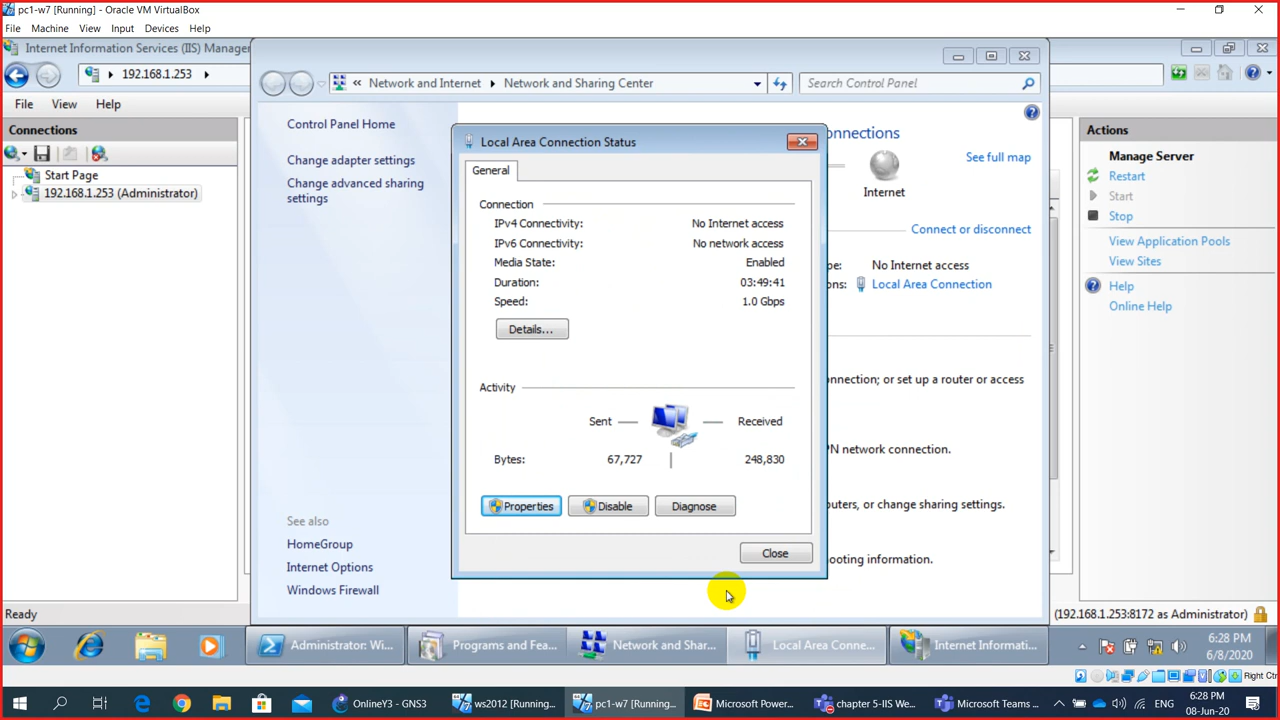 pc1-w7 [Running] - Oracle VM VirtualBox
File Machine View Input Devices Help
Internet Information Services (IIS) Manager
192.168.1.253
Network and Internet Network and Sharing Center
Search Control Panel
File View Help
Connections
Start Page
192.168.1.253 (Administrator)
Control Panel Home
Change adapter settings
Change advanced sharing
settings
See also
HomeGroup
Internet Options
Windows Firewall
Local Area Connection Status
General
Connection
IPv4 Connectivity: No Internet access
IPv6 Connectivity: No network access
Media State: Enabled
Duration: 03:49:41
Speed: 1.0 Gbps
Details...
Activity
Sent Received
Bytes: 67,727 248,830
Properties Disable Diagnose
Close
onnections
See full map
Internet
Connect or disconnect
pe: No Internet access
ons: Local Area Connection
onnection; or set up a router or access
PN network connection.
outers, or change sharing settings.
ooting information.
Actions
Manage Server
Restart
Start
Stop
View Application Pools
View Sites
Help
Online Help
Ready
(192.168.1.253:8172 as Administrator)
Administrator: Wi...
Programs and Fea...
Network and Shar...
Local Area Conne...
Internet Informati...
6:28 PM
6/8/2020
Right Ctrl
OnlineY3 - GNS3
ws2012 [Running]...
pc1-w7 [Running]...
Microsoft Power...
chapter 5-IIS We...
Microsoft Teams ...
6:28 PM
08-Jun-20